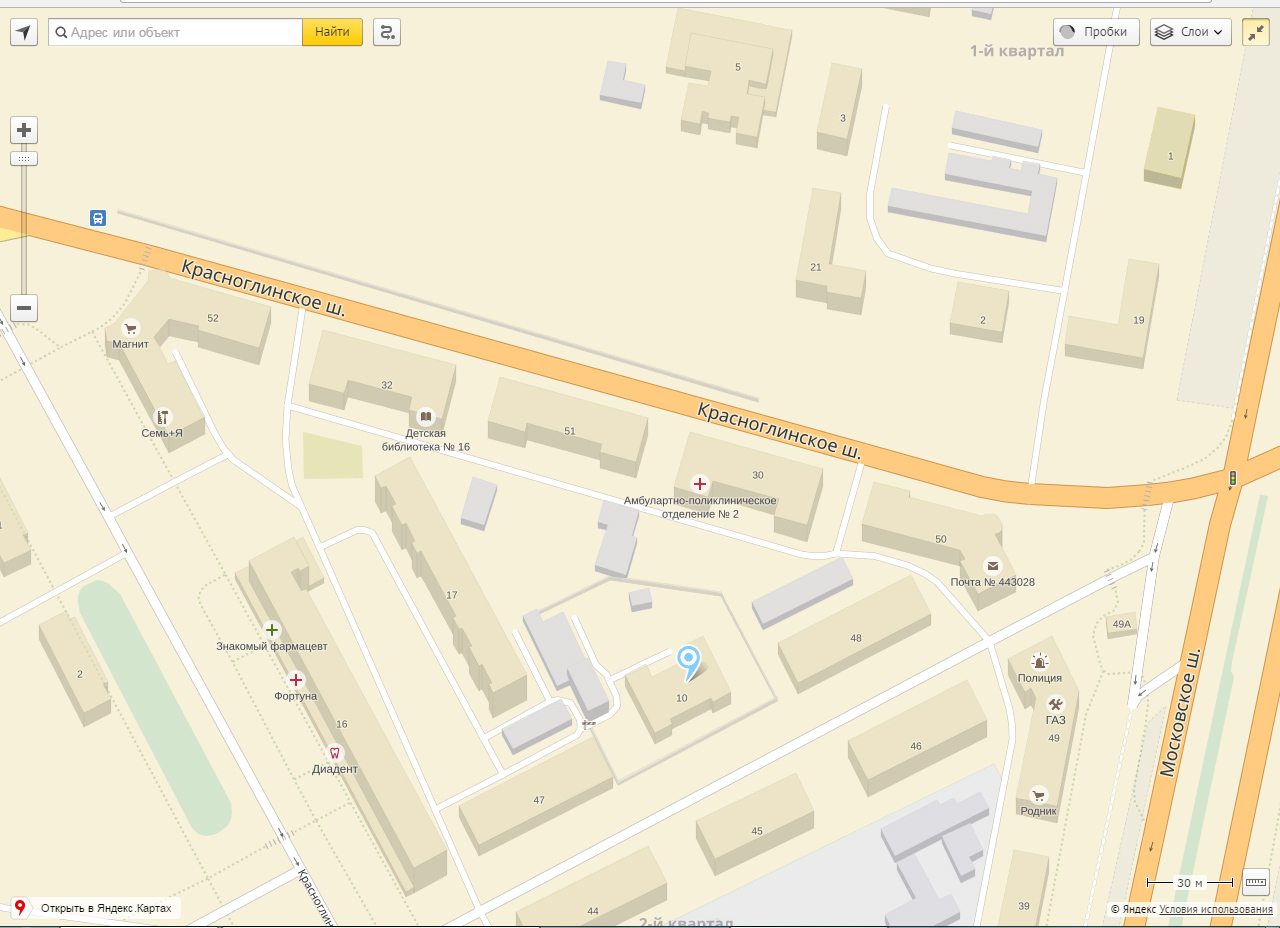 Адрес или объект
Найти
Пробки
Слои
1-й квартал
5
3
1
21
2
19
Красноглинское ш.
52
Магнит
Семь+Я
32
Детская
библиотека № 16
51
Красноглинское ш.
30
Амбулартно-поликлиническое
отделение № 2
50
Почта № 443028
17
48
49А
Знакомый фармацевт
2
Фортуна
16
Диадент
10
Полиция
ГАЗ
49
46
Московское ш.
47
45
Родник
44
39
2-й квартал
Красноглин
30 м
Открыть в Яндекс.Картах
© Яндекс Условия использования